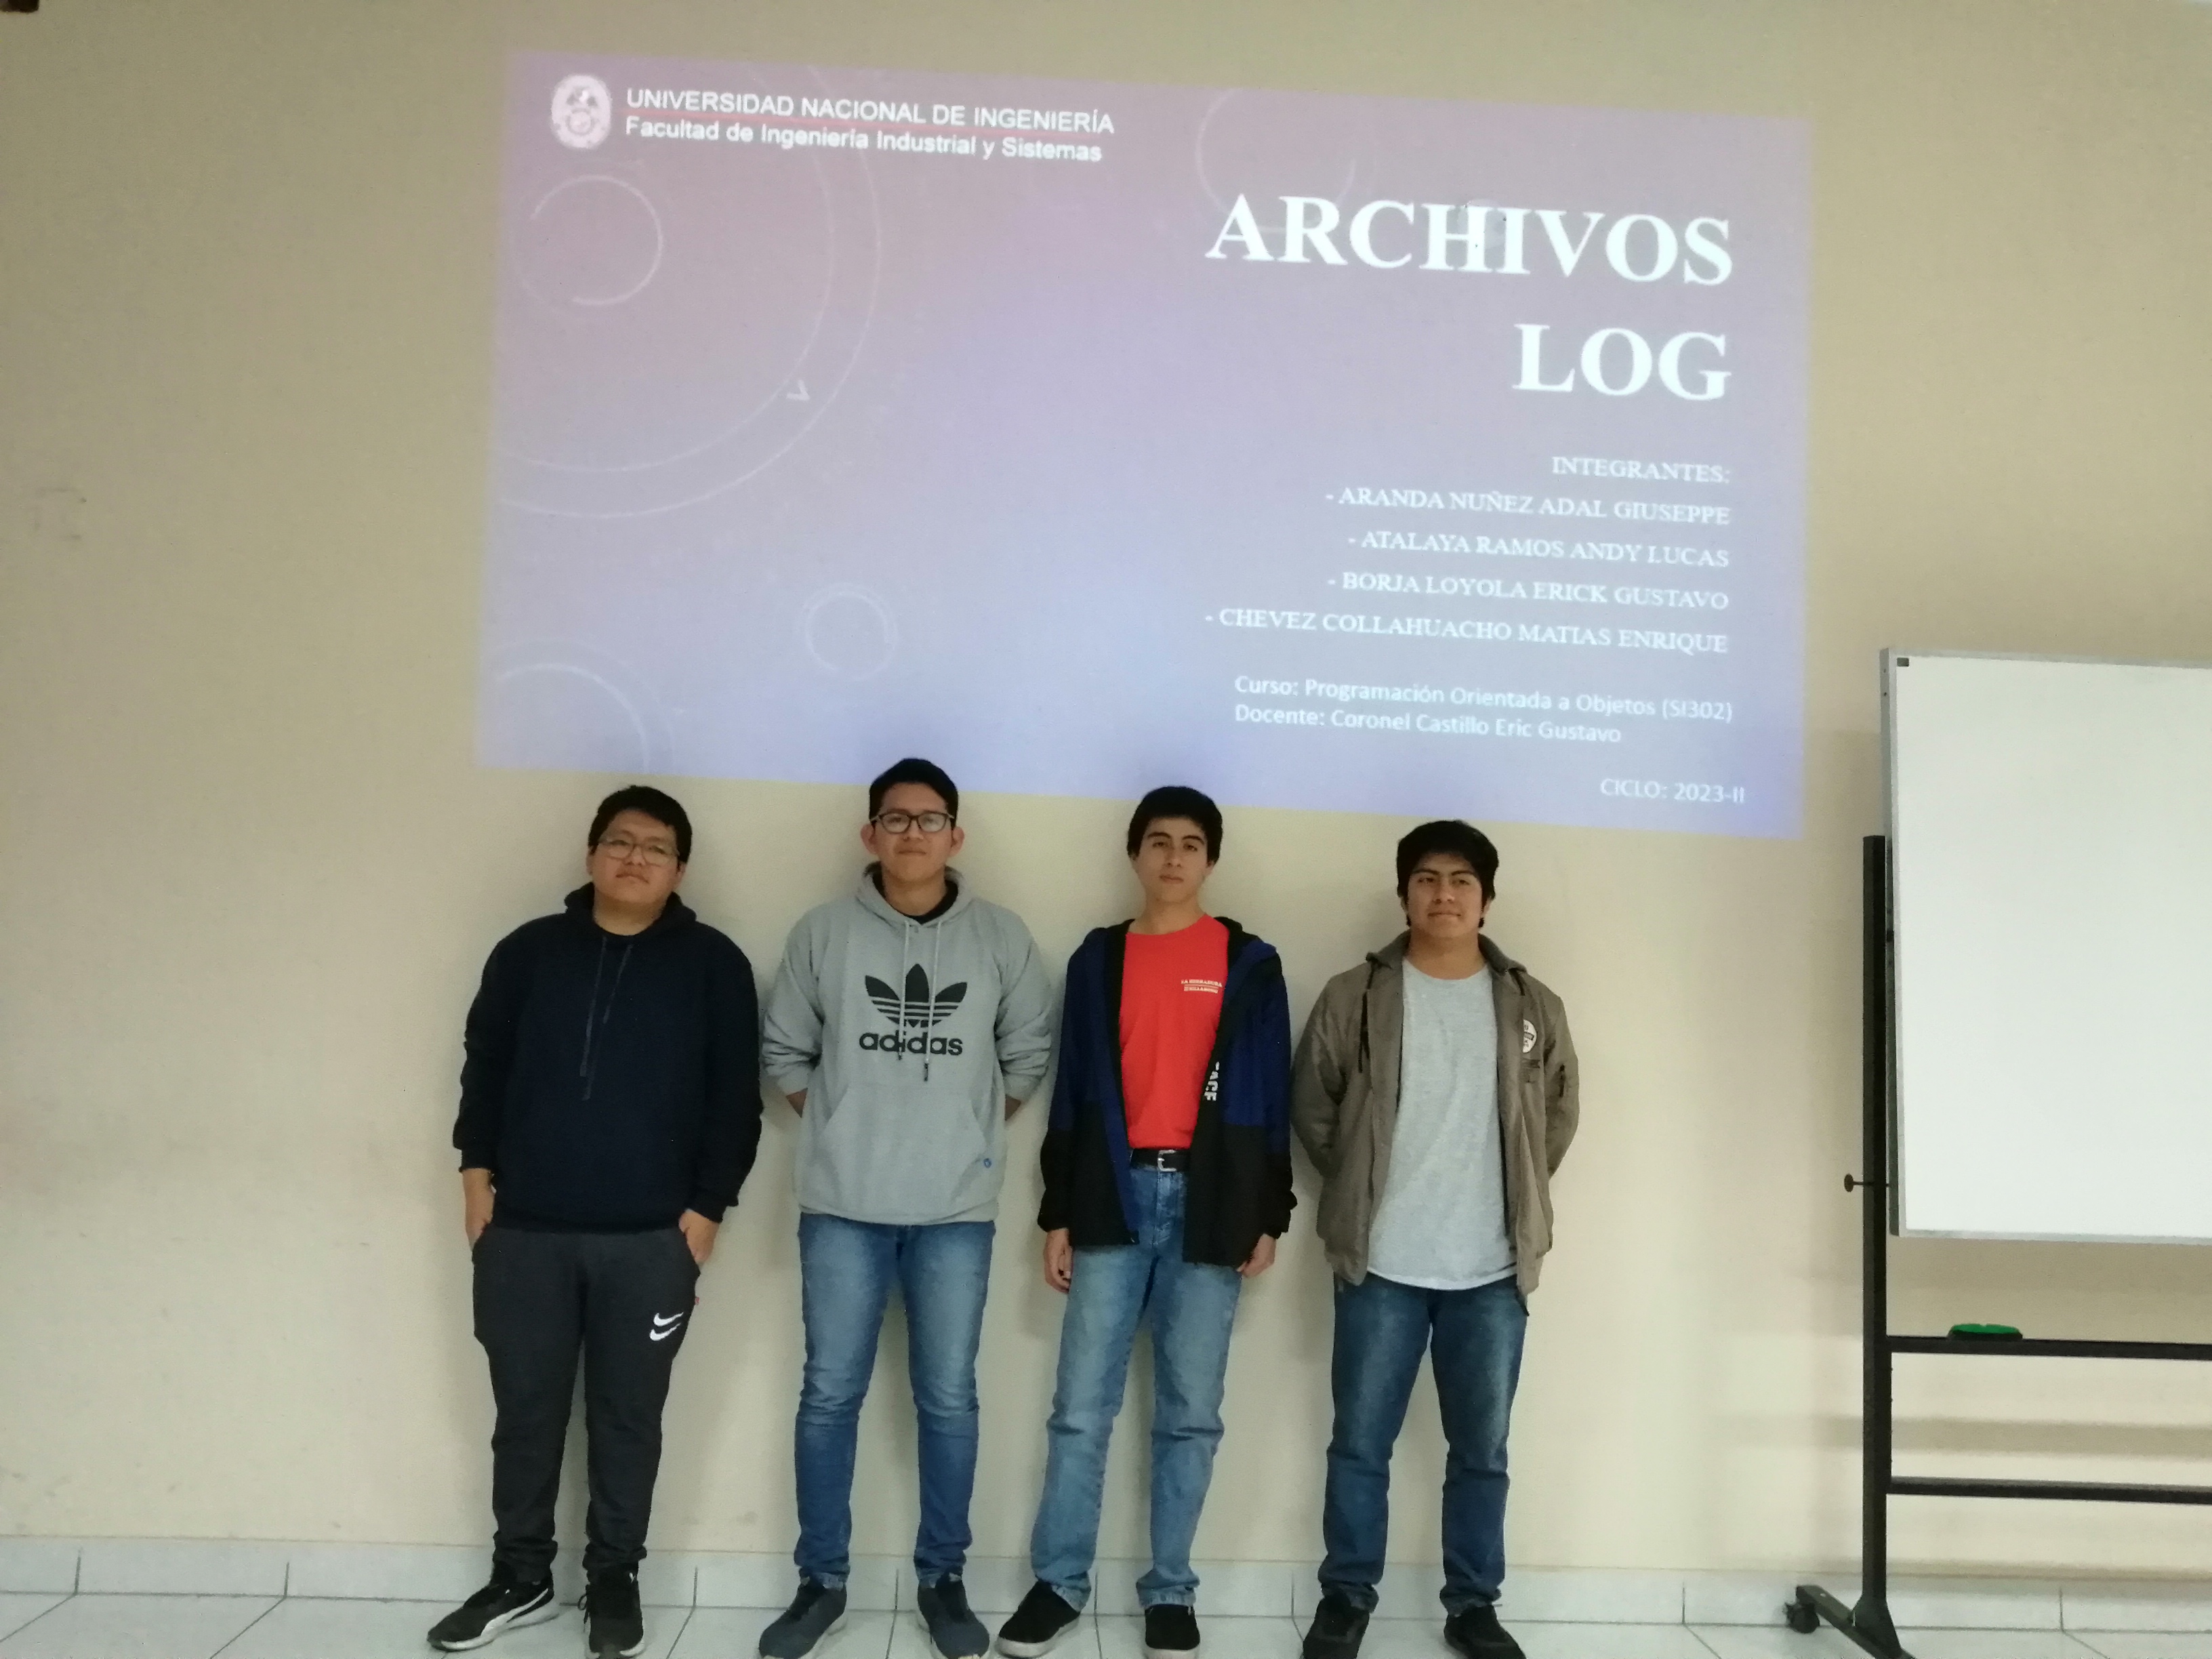 UNIVERSIDAD NACIONAL DE INGENIERÍA
Facultad de Ingeniería Industrial y Sistemas
ARCHIVOS
LOG
INTEGRANTES:
- ARANDA NUÑEZ ADAL GIUSEPPE
- ATALAYA RAMOS ANDY LUCAS
- BORJA LOYOLA ERICK GUSTAVO
- CHEVEZ COLLAHUACHO MATIAS ENRIQUE
Curso: Programación Orientada a Objetos (SI302)
Docente: Coronel Castillo Eric Gustavo
CICLO: 2023-II
adidas